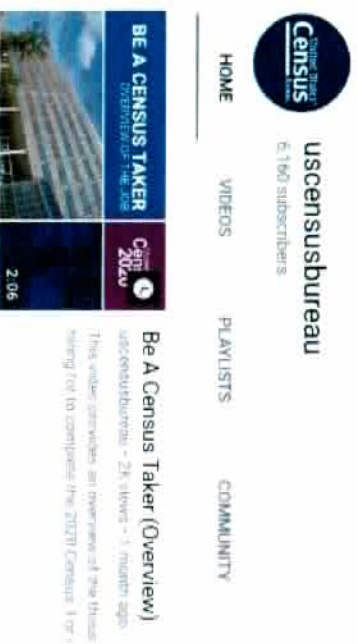 United States
Census
Bureau
uscensusbureau
6,160 subscribers
HOME VIDEOS PLAYLISTS COMMUNITY
BE A CENSUS TAKER
OVERVIEW OF THE JOB
Census
2020
2:06
Be A Census Taker (Overview)
uscensusbureau • 2K views • 1 month ago
This video provides an overview of the
hiring for to complete the 2020 Census. For